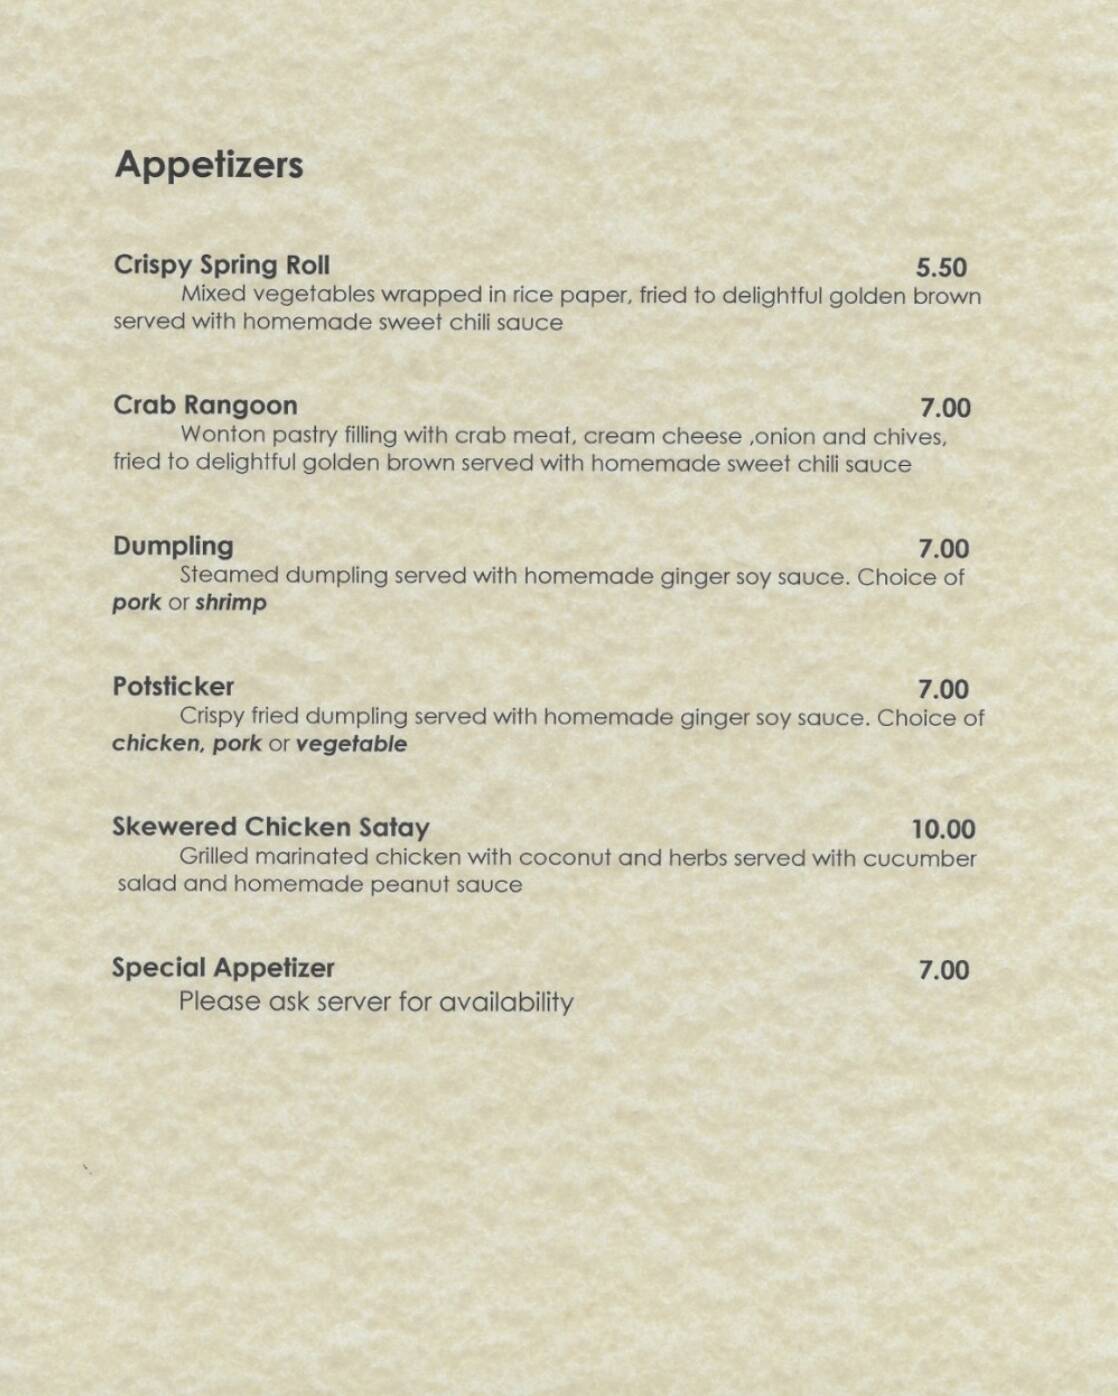 Appetizers
Crispy Spring Roll 5.50
Mixed vegetables wrapped in rice paper, fried to delightful golden brown
served with homemade sweet chili sauce
Crab Rangoon 7.00
Wonton pastry filling with crab meat, cream cheese ,onion and chives,
fried to delightful golden brown served with homemade sweet chili sauce
Dumpling 7.00
Steamed dumpling served with homemade ginger soy sauce. Choice of
pork or shrimp
Potsticker 7.00
Crispy fried dumpling served with homemade ginger soy sauce. Choice of
chicken, pork or vegetable
Skewered Chicken Satay 10.00
Grilled marinated chicken with coconut and herbs served with cucumber
salad and homemade peanut sauce
Special Appetizer 7.00
Please ask server for availability